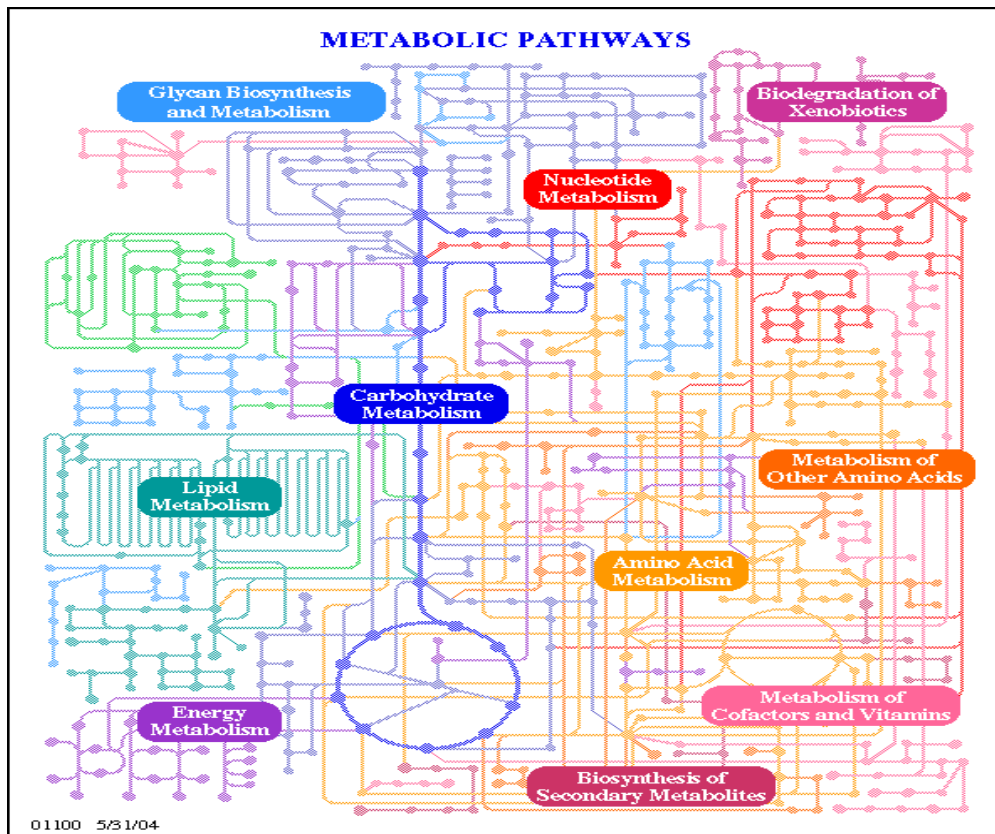 METABOLIC PATHWAYS
Glycan Biosynthesis
and Metabolism
Biodegradation of
Xenobiotics
Nucleotide
Metabolism
Carbohydrate
Metabolism
Lipid
Metabolism
Metabolism of
Other Amino Acids
Amino Acid
Metabolism
Energy
Metabolism
Metabolism of
Cofactors and Vitamins
Biosynthesis of
Secondary Metabolites
01100 5/31/04